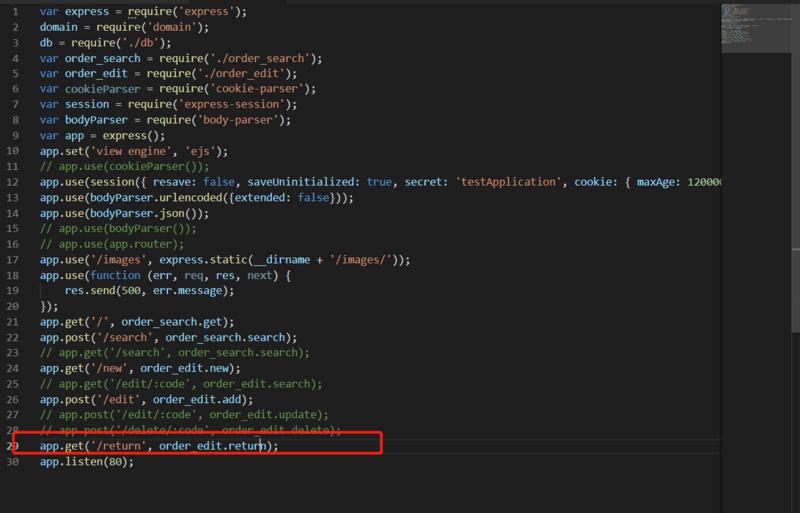 1 var express = require('express');
2 domain = require('domain');
3 db = require('./db');
4 var order_search = require('./order_search');
5 var order_edit = require('./order_edit');
6 var cookieParser = require('cookie-parser');
7 var session = require('express-session');
8 var bodyParser = require('body-parser');
9 var app = express();
10 app.set('view engine', 'ejs');
11 // app.use(cookieParser());
12 app.use(session({ resave: false, saveUninitialized: true, secret: 'testApplication', cookie: { maxAge: 120000
13 app.use(bodyParser.urlencoded({extended: false}));
14 app.use(bodyParser.json());
15 // app.use(bodyParser());
16 // app.use(app.router);
17 app.use('/images', express.static(__dirname + '/images/'));
18 app.use(function (err, req, res, next) {
19 res.send(500, err.message);
20 });
21 app.get('/', order_search.get);
22 app.post('/search', order_search.search);
23 // app.get('/search', order_search.search);
24 app.get('/new', order_edit.new);
25 // app.get('/edit/:code', order_edit.search);
26 app.post('/edit', order_edit.add);
27 // app.post('/edit/:code', order_edit.update);
28 // app.post('/delete/:code', order_edit.delete);
29 app.get('/return', order_edit.return);
30 app.listen(80);